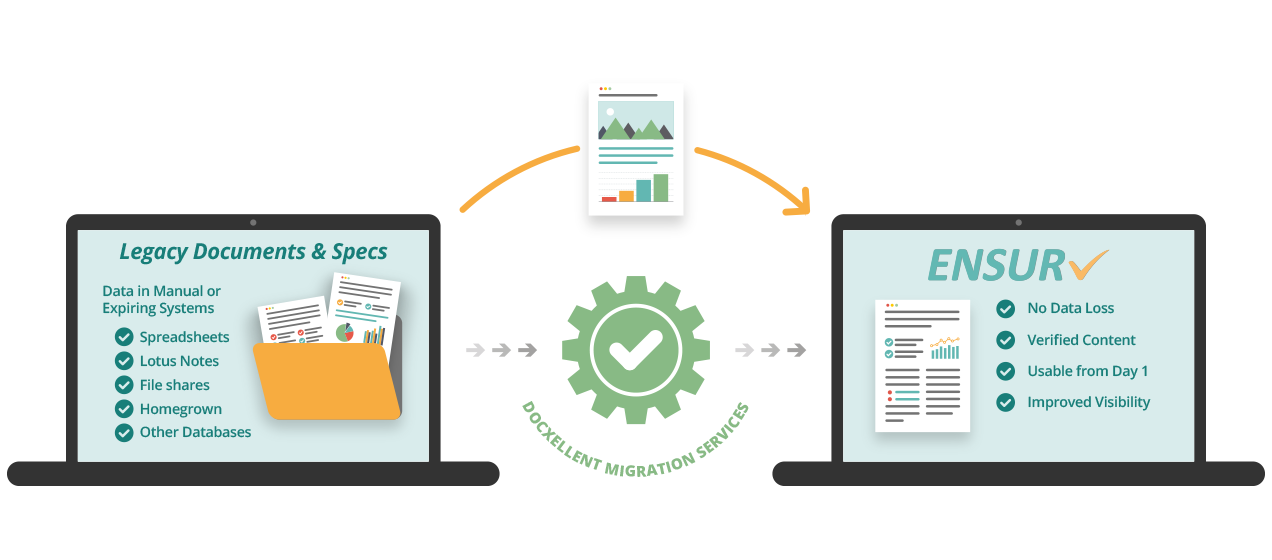 Legacy Documents & Specs
Data in Manual or
Expiring Systems
Spreadsheets
Lotus Notes
File shares
Homegrown
Other Databases
DOCXELLENT MIGRATION SERVICES
ENSUR
No Data Loss
Verified Content
Usable from Day 1
Improved Visibility